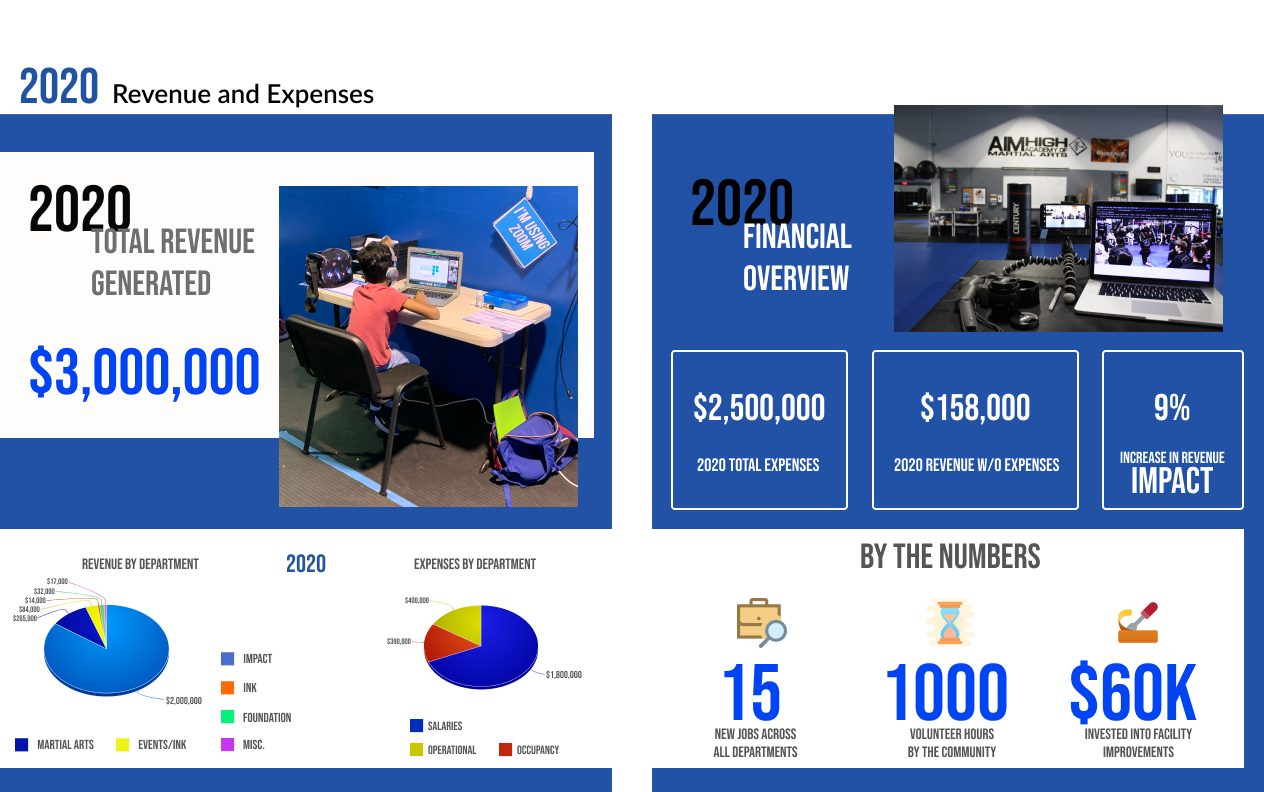 2020 Revenue and Expenses
2020
TOTAL REVENUE
GENERATED
$3,000,000
I'M USING
ZOOM
REVENUE BY DEPARTMENT
2020
EXPENSES BY DEPARTMENT
$17,000
$32,000
$14,000
$84,000
$265,000
$2,000,000
IMPACT
INK
FOUNDATION
MARTIAL ARTS
EVENTS/INK
MISC.
$400,000
$390,000
$1,800,000
SALARIES
OPERATIONAL
OCCUPANCY
2020
FINANCIAL
OVERVIEW
AIMHIGH
ACADEMY OF
MARTIAL ARTS
YOU
CENTURY
$2,500,000
2020 TOTAL EXPENSES
$158,000
2020 REVENUE W/O EXPENSES
9%
INCREASE IN REVENUE
IMPACT
BY THE NUMBERS
15
NEW JOBS ACROSS
ALL DEPARTMENTS
1000
VOLUNTEER HOURS
BY THE COMMUNITY
$60K
INVESTED INTO FACILITY
IMPROVEMENTS